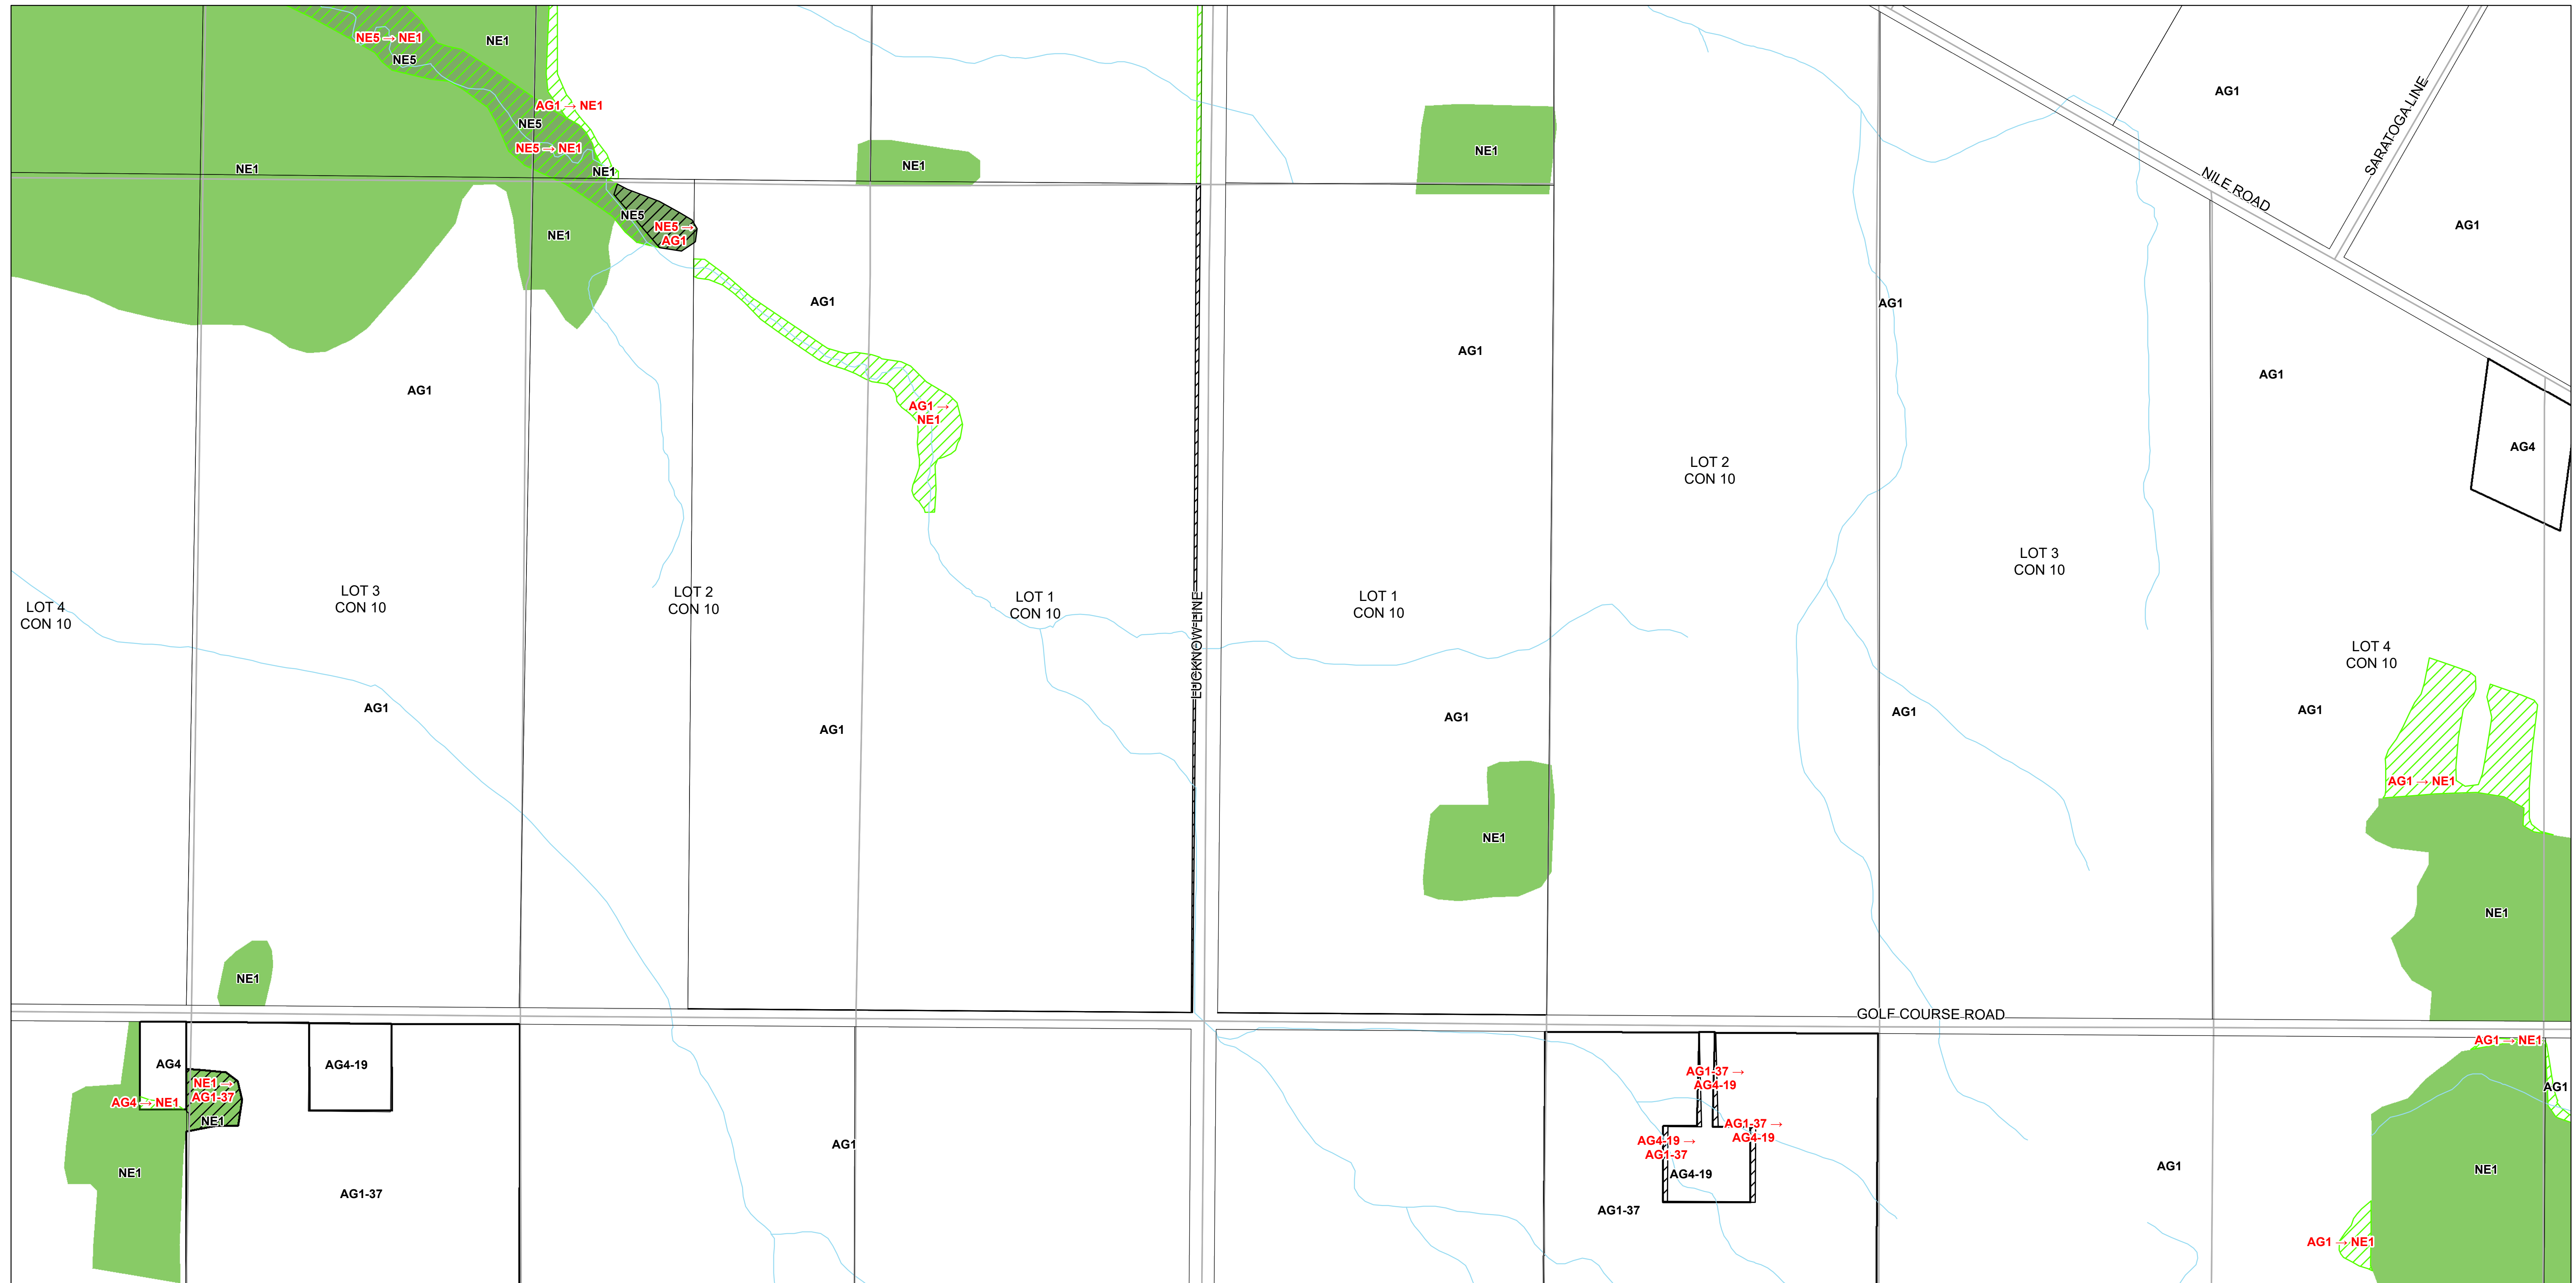 NE5 → NE1
NE1
NE5
AG1
SARATOGA LINE
AG1 → NE1
NE5
NE5 → NE1
NE1
NE1
NE1
NE1
NILE ROAD
NE5
NE5 →
AG1
NE1
AG1
AG1
AG1
AG1
AG1
AG1
AG1
AG1 →
NE1
AG4
LOT 2
CON 10
LOT 3
CON 10
LOT 4
CON 10
LOT 3
CON 10
LOT 2
CON 10
LOT 1
CON 10
LUCKNOW LINE
LOT 1
CON 10
LOT 4
CON 10
AG1
AG1
AG1
AG1
AG1
AG1 → NE1
NE1
NE1
NE1
GOLF COURSE ROAD
AG4
AG4-19
NE1 →
AG1-37
AG4 → NE1
NE1
NE1
AG1-37
AG1
AG1-37 →
AG4-19
AG1-37 →
AG4-19
AG4-19 →
AG1-37
AG4-19
AG1-37
AG1 → NE1
AG1
AG1
NE1
AG1 → NE1